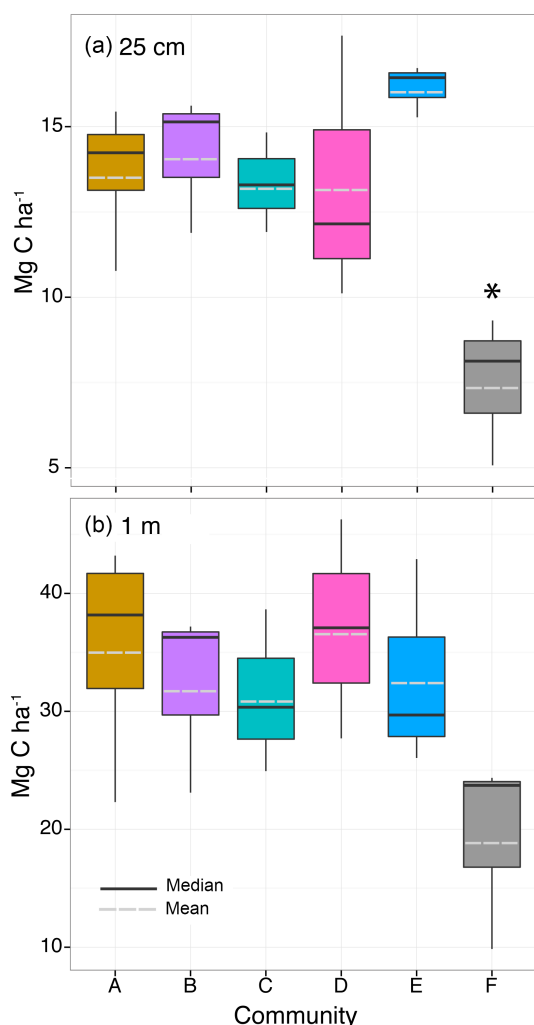 (a) 25 cm
15
10
5
Mg C ha⁻¹
*
(b) 1 m
40
30
20
10
Mg C ha⁻¹
Median
Mean
A B C D E F
Community